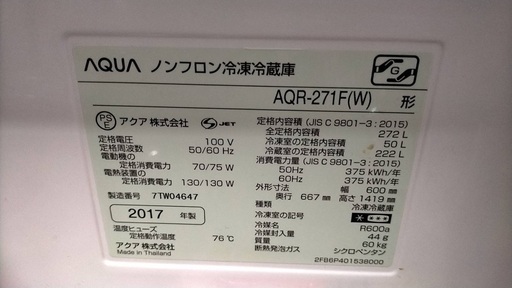 AQUA ノンフロン冷凍冷蔵庫
G
AQR-271F(W) 形
PS E アクア株式会社 S JET
定格電圧 100 V
定格周波数 50/60 Hz
電動機の
定格消費電力 70/75 W
電熱装置の
定格消費電力 130/130 W
製造番号 7TW04647
2017 年製
温度ヒューズ
定格動作温度 76℃
アクア 株式会社
Made in Thailand
定格内容積 (JIS C 9801-3 : 2015)
全定格内容積 272 L
冷凍室の定格内容積 50 L
冷蔵室の定格内容積 222 L
消費電力量 (JIS C 9801-3 : 2015)
50Hz 375 kWh/年
60Hz 375 kWh/年
外形寸法 幅 600 mm
奥行 667 mm 高さ 1419 mm
種類 冷凍冷蔵庫
冷凍室の記号
冷媒名 R600a
冷媒封入量 44 g
質量 60 kg
断熱発泡ガス シクロペンタン
2FB6P401538000